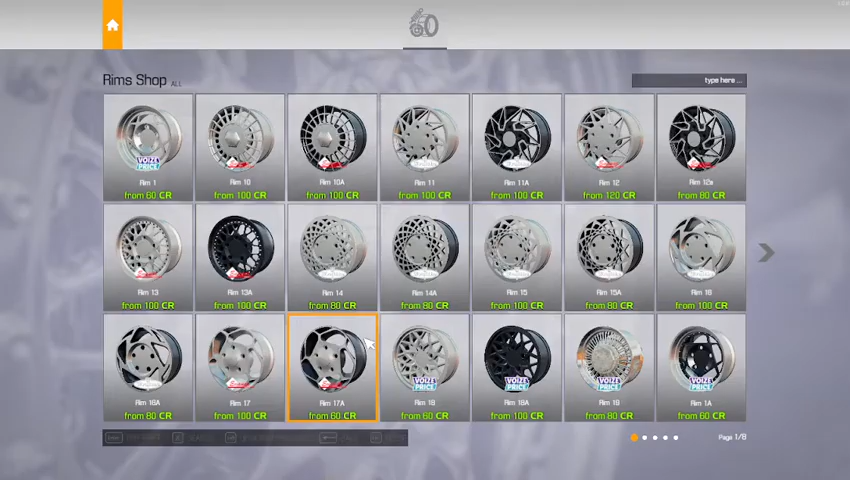 Rims Shop ALL
type here ...
VOIZE PRICE
Rim 1
Rim 10
Rim 10A
Rim 11
Rim 11A
Rim 12
from 60 CR
from 100 CR
from 100 CR
from 100 CR
from 100 CR
from 120 CR
from 80 CR
Rim 13
Rim 13A
Rim 14
Rim 14A
Rim 15
Rim 15A
Rim 16
from 100 CR
from 100 CR
from 80 CR
from 80 CR
from 80 CR
from 80 CR
from 100 CR
VOIZE PRICE
VOIZE PRICE
VOIZE PRICE
VOIZE PRICE
Rim 16A
Rim 17
Rim 17A
Rim 18
Rim 18A
Rim 19
Rim 1A
from 80 CR
from 100 CR
from 60 CR
from 60 CR
from 100 CR
from 80 CR
from 60 CR
Page 1/8